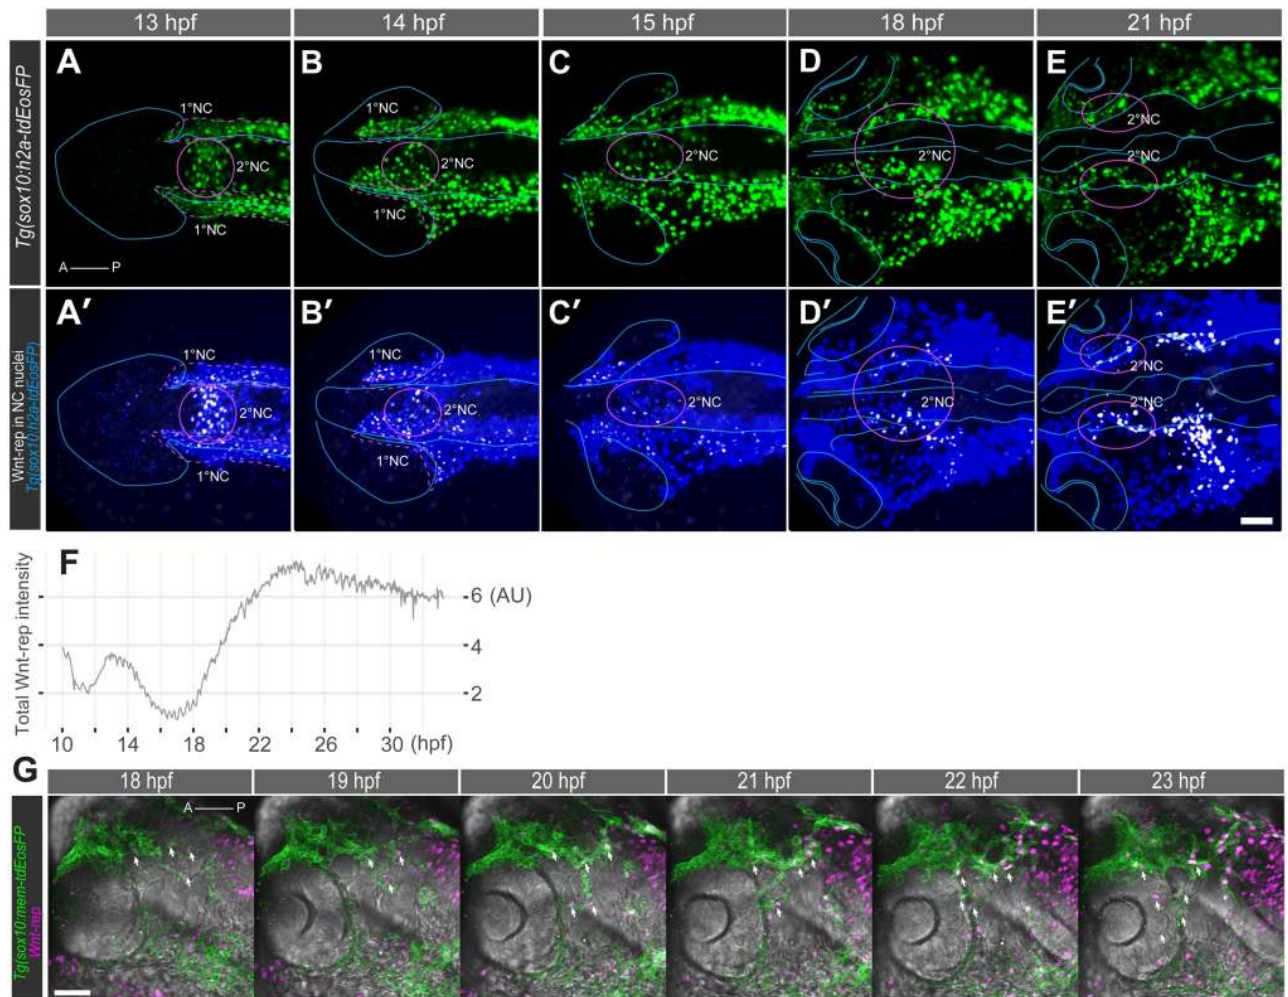 13 hpf
14 hpf
15 hpf
18 hpf
21 hpf
Tg(sox10:h2a-tdEosFP)
A
1°NC
2°NC
1°NC
A P
B
1°NC
2°NC
1°NC
C
2°NC
D
2°NC
E
2°NC
2°NC
Wnt-rep in NC nuclei
Tg(sox10:h2a-tdEosFP)
A′
1°NC
2°NC
1°NC
B′
1°NC
2°NC
1°NC
C′
2°NC
D′
2°NC
E′
2°NC
2°NC
F
Total Wnt-rep intensity
6 (AU)
4
2
10 14 18 22 26 30 (hpf)
G
18 hpf
19 hpf
20 hpf
21 hpf
22 hpf
23 hpf
Tg(sox10:mem-tdEosFP)
Wnt-rep
A P